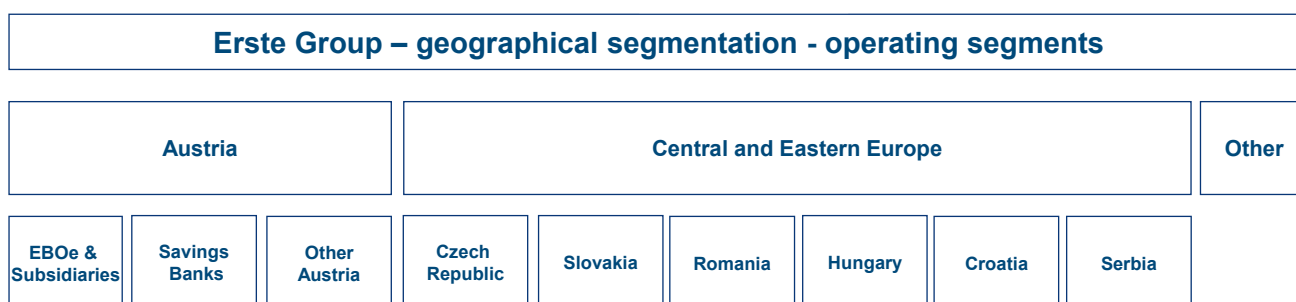 Erste Group – geographical segmentation - operating segments
Austria
Central and Eastern Europe
Other
EBOe &
Subsidiaries
Savings
Banks
Other
Austria
Czech
Republic
Slovakia
Romania
Hungary
Croatia
Serbia